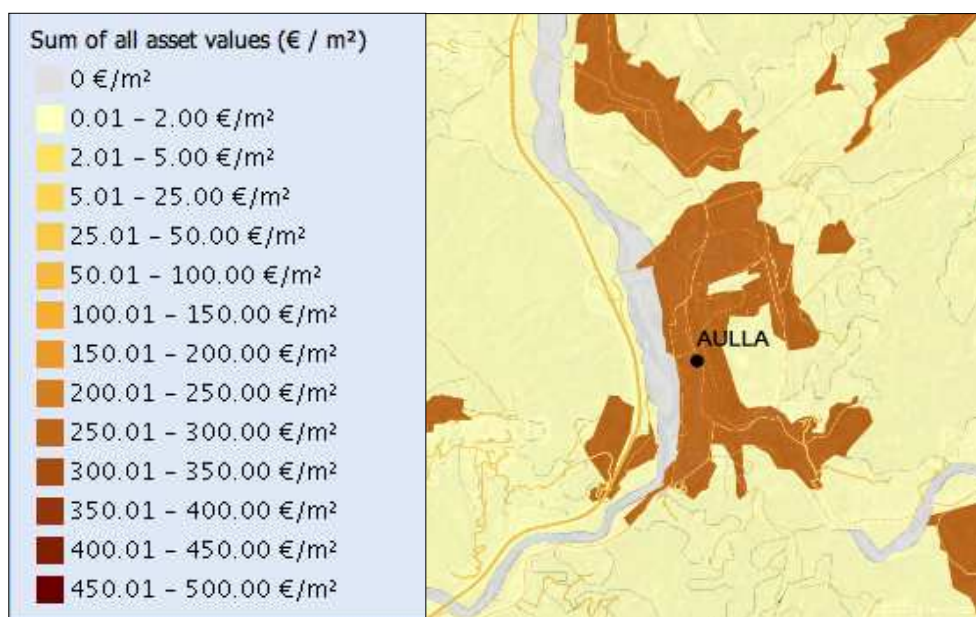 Sum of all asset values (€ / m²)
0 €/m²
0.01 – 2.00 €/m²
2.01 – 5.00 €/m²
5.01 – 25.00 €/m²
25.01 – 50.00 €/m²
50.01 – 100.00 €/m²
100.01 – 150.00 €/m²
150.01 – 200.00 €/m²
200.01 – 250.00 €/m²
250.01 – 300.00 €/m²
300.01 – 350.00 €/m²
350.01 – 400.00 €/m²
400.01 – 450.00 €/m²
450.01 – 500.00 €/m²
AULLA